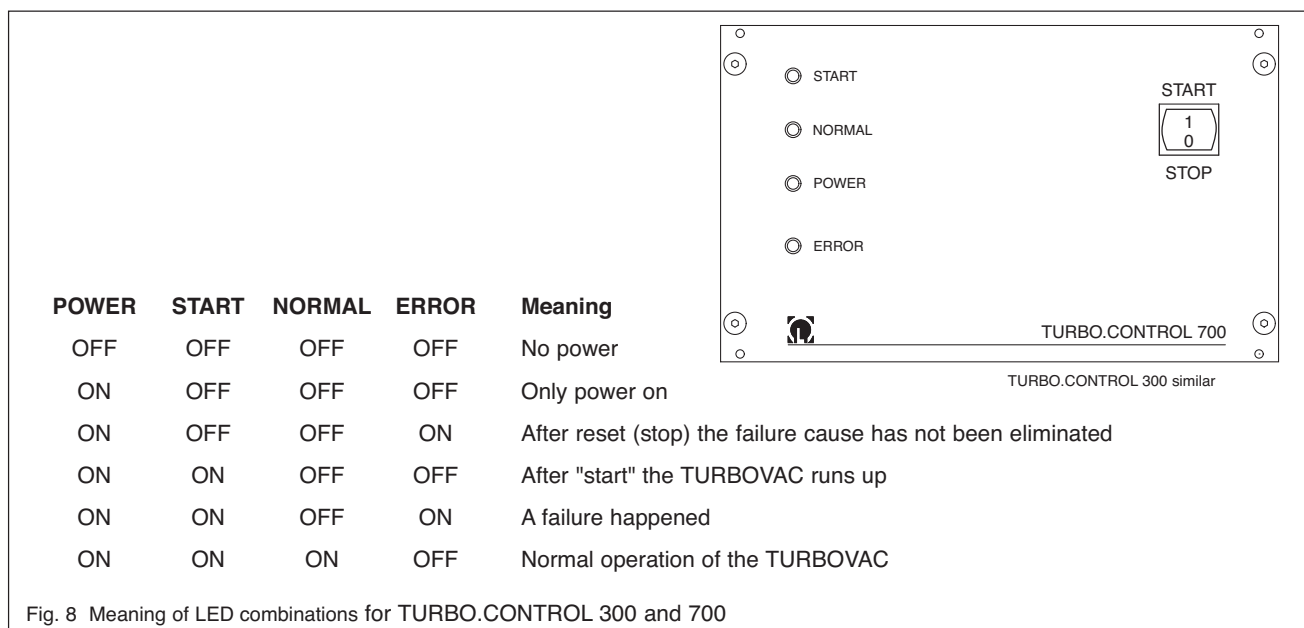 START
NORMAL
POWER
ERROR
START
1
0
STOP
TURBO.CONTROL 700
TURBO.CONTROL 300 similar
POWER START NORMAL ERROR Meaning
OFF OFF OFF OFF No power
ON OFF OFF OFF Only power on
ON OFF OFF ON After reset (stop) the failure cause has not been eliminated
ON ON OFF OFF After "start" the TURBOVAC runs up
ON ON OFF ON A failure happened
ON ON ON OFF Normal operation of the TURBOVAC
Fig. 8 Meaning of LED combinations for TURBO.CONTROL 300 and 700